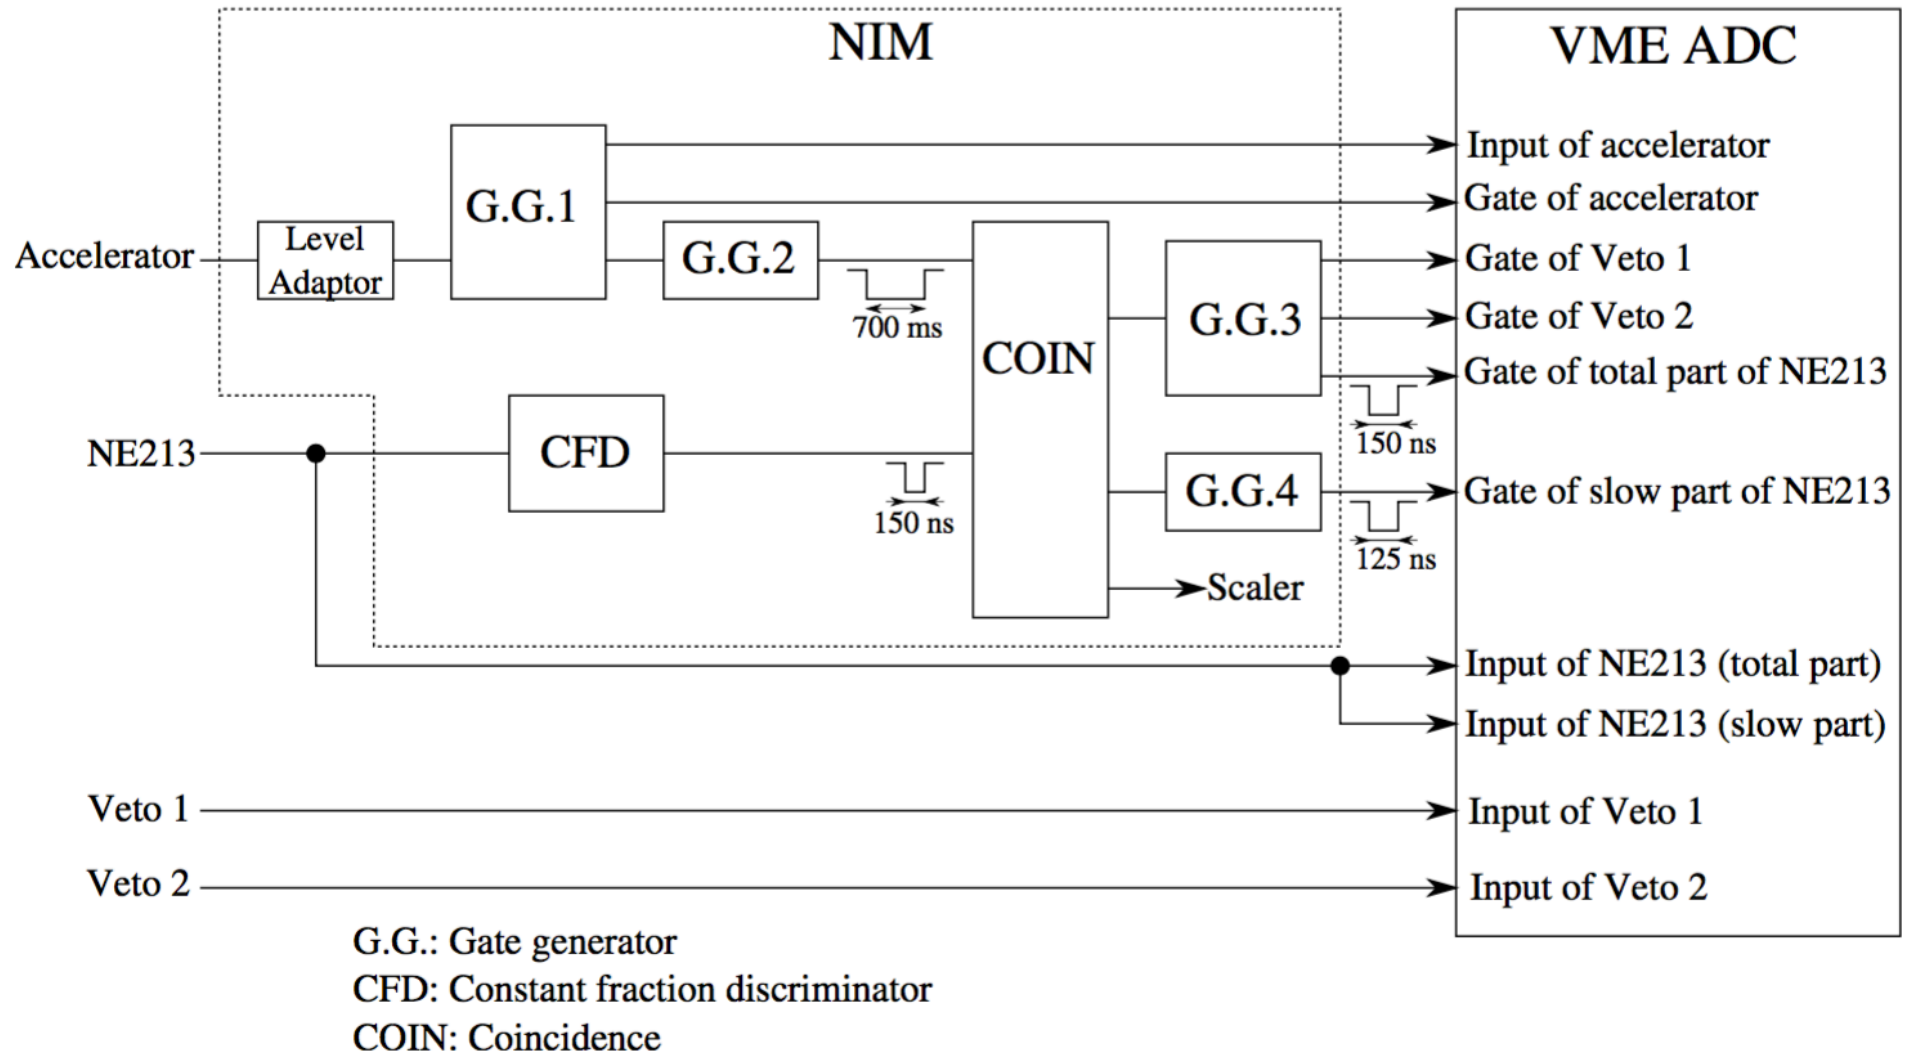 NIM
VME ADC
Input of accelerator
Gate of accelerator
G.G.1
Accelerator
Level
Adaptor
G.G.2
700 ms
COIN
G.G.3
Gate of Veto 1
Gate of Veto 2
Gate of total part of NE213
150 ns
NE213
CFD
150 ns
G.G.4
Gate of slow part of NE213
125 ns
Scaler
Input of NE213 (total part)
Input of NE213 (slow part)
Veto 1
Input of Veto 1
Veto 2
Input of Veto 2
G.G.: Gate generator
CFD: Constant fraction discriminator
COIN: Coincidence